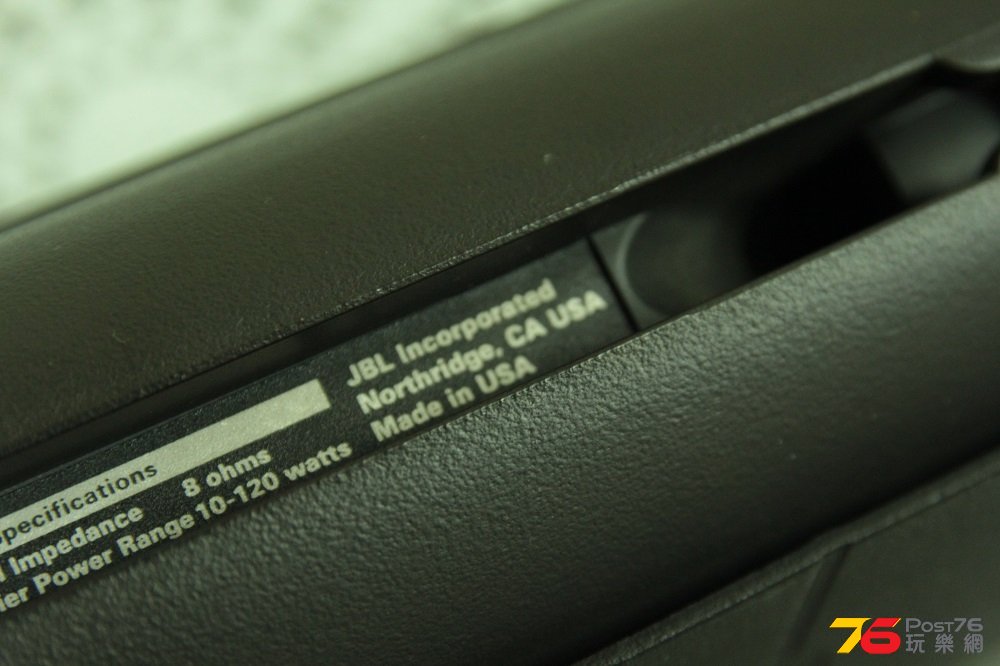 JBL Incorporated
Northridge, CA USA
Made in USA
pecifications
Impedance 8 ohms
ier Power Range 10-120 watts
76 Post76
玩樂網